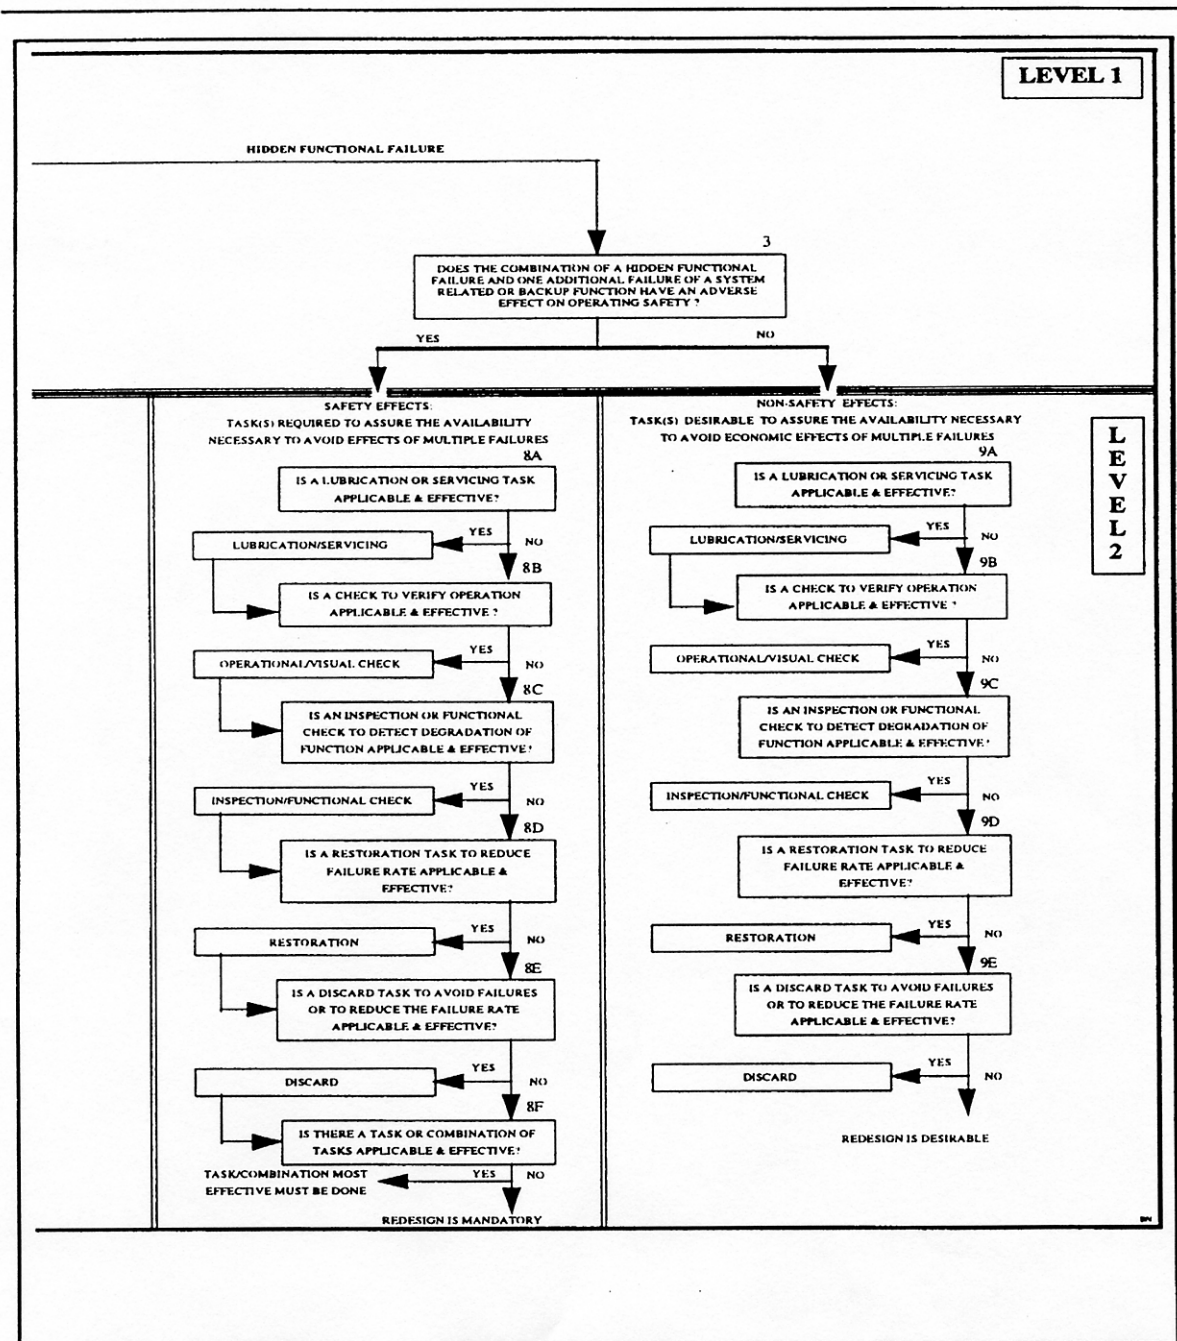 LEVEL 1
HIDDEN FUNCTIONAL FAILURE
3
DOES THE COMBINATION OF A HIDDEN FUNCTIONAL
FAILURE AND ONE ADDITIONAL FAILURE OF A SYSTEM
RELATED OR BACKUP FUNCTION HAVE AN ADVERSE
EFFECT ON OPERATING SAFETY ?
YES
NO
SAFETY EFFECTS:
TASK(S) REQUIRED TO ASSURE THE AVAILABILITY
NECESSARY TO AVOID EFFECTS OF MULTIPLE FAILURES
8A
IS A LUBRICATION OR SERVICING TASK
APPLICABLE & EFFECTIVE?
YES
NO
LUBRICATION/SERVICING
8B
IS A CHECK TO VERIFY OPERATION
APPLICABLE & EFFECTIVE ?
YES
NO
OPERATIONAL/VISUAL CHECK
8C
IS AN INSPECTION OR FUNCTIONAL
CHECK TO DETECT DEGRADATION OF
FUNCTION APPLICABLE & EFFECTIVE?
YES
NO
INSPECTION/FUNCTIONAL CHECK
8D
IS A RESTORATION TASK TO REDUCE
FAILURE RATE APPLICABLE &
EFFECTIVE?
YES
NO
RESTORATION
8E
IS A DISCARD TASK TO AVOID FAILURES
OR TO REDUCE THE FAILURE RATE
APPLICABLE & EFFECTIVE?
YES
NO
DISCARD
8F
IS THERE A TASK OR COMBINATION OF
TASKS APPLICABLE & EFFECTIVE?
YES
NO
TASK/COMBINATION MOST
EFFECTIVE MUST BE DONE
REDESIGN IS MANDATORY
NON-SAFETY EFFECTS:
TASK(S) DESIRABLE TO ASSURE THE AVAILABILITY NECESSARY
TO AVOID ECONOMIC EFFECTS OF MULTIPLE FAILURES
9A
IS A LUBRICATION OR SERVICING TASK
APPLICABLE & EFFECTIVE?
YES
NO
LUBRICATION/SERVICING
9B
IS A CHECK TO VERIFY OPERATION
APPLICABLE & EFFECTIVE ?
YES
NO
OPERATIONAL/VISUAL CHECK
9C
IS AN INSPECTION OR FUNCTIONAL
CHECK TO DETECT DEGRADATION OF
FUNCTION APPLICABLE & EFFECTIVE?
YES
NO
INSPECTION/FUNCTIONAL CHECK
9D
IS A RESTORATION TASK TO REDUCE
FAILURE RATE APPLICABLE &
EFFECTIVE?
YES
NO
RESTORATION
9E
IS A DISCARD TASK TO AVOID FAILURES
OR TO REDUCE THE FAILURE RATE
APPLICABLE & EFFECTIVE?
YES
NO
DISCARD
REDESIGN IS DESIRABLE
LEVEL 2